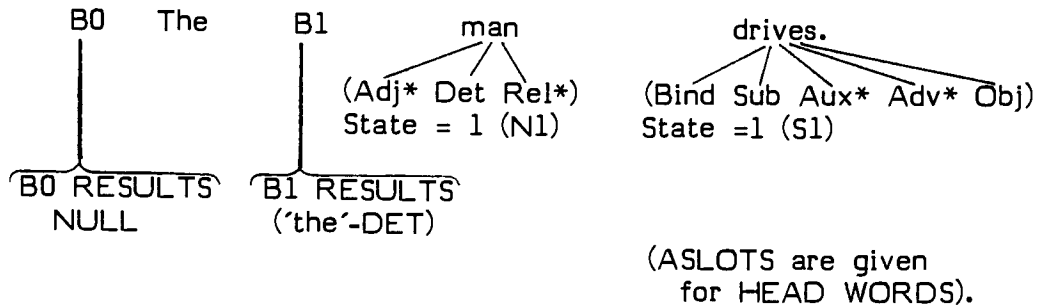 B0 The B1 man drives.
(Adj* Det Rel*) (Bind Sub Aux* Adv* Obj)
State = 1 (N1) State =1 (S1)
B0 RESULTS B1 RESULTS
NULL ('the'-DET)
(ASLOTS are given
for HEAD WORDS).